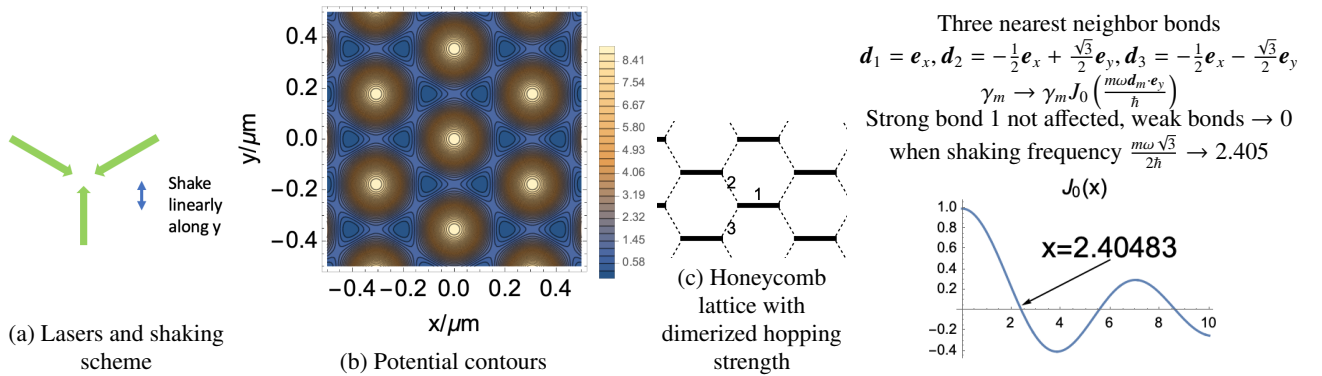 Shake
linearly
along y
(a) Lasers and shaking
scheme
y/μm
0.4
0.2
0.0
−0.2
−0.4
−0.4 −0.2 0.0 0.2 0.4
x/μm
8.41
7.54
6.67
5.80
4.93
4.06
3.19
2.32
1.45
0.58
(b) Potential contours
2
1
3
(c) Honeycomb
lattice with
dimerized hopping
strength
Three nearest neighbor bonds
d₁ = eₓ, d₂ = −½eₓ + √3/2 e_y, d₃ = −½eₓ − √3/2 e_y
γₘ → γₘJ₀(mωdₘ·e_y/ħ)
Strong bond 1 not affected, weak bonds → 0
when shaking frequency mω√3/2ħ → 2.405
J₀(x)
1.0
0.8
0.6
0.4
0.2
−0.2
−0.4
2 4 6 8 10
x=2.40483